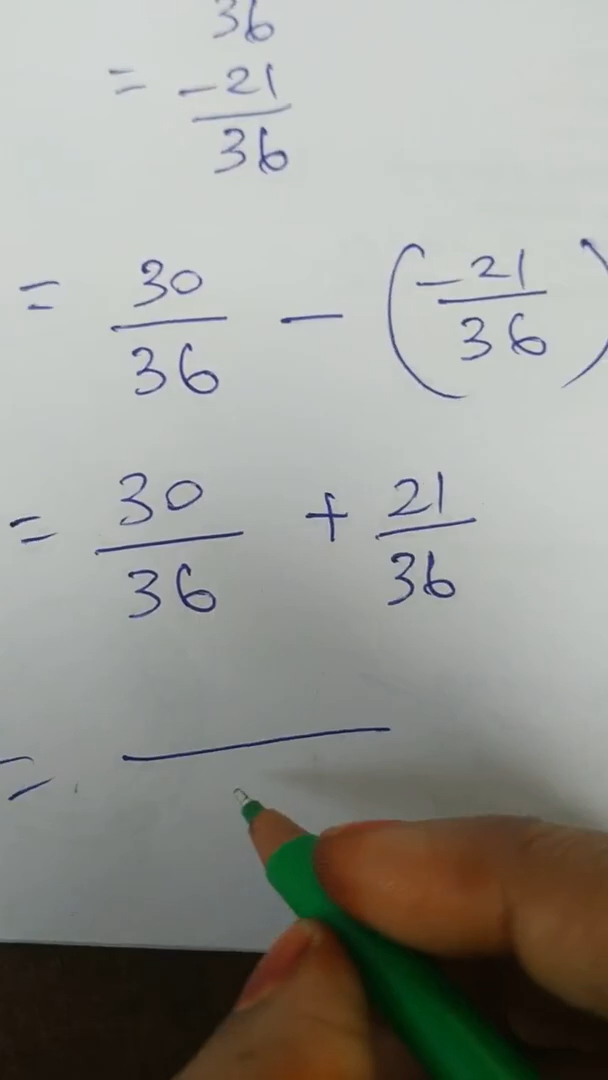 36
= -21/36
= 30/36 - (-21/36)
= 30/36 + 21/36
=